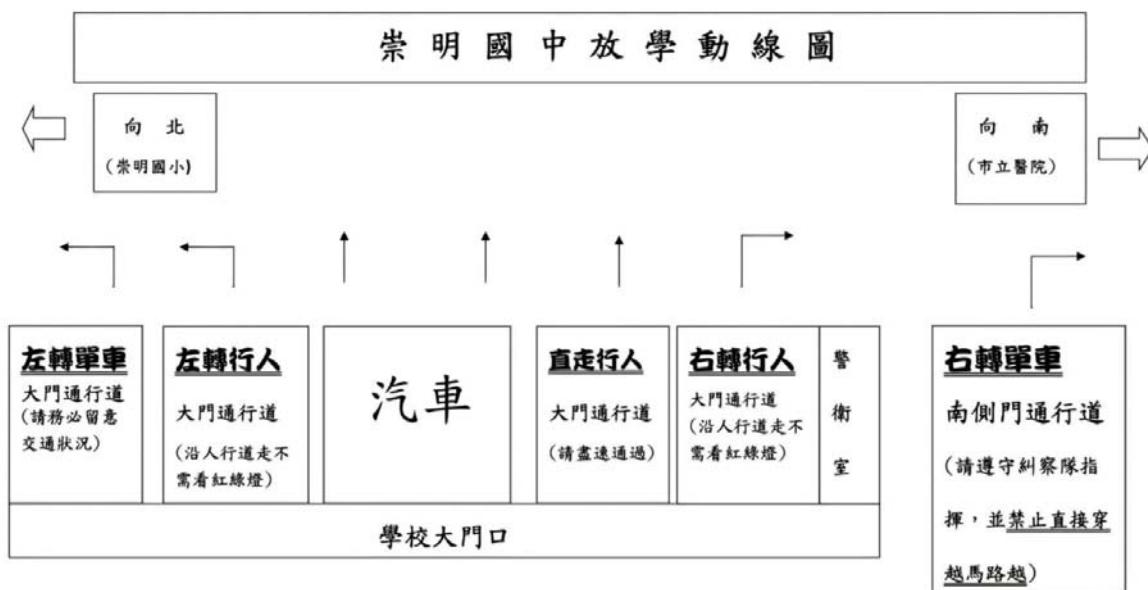 崇明國中放學動線圖
向北
(崇明國小)
向南
(市立醫院)
左轉單車
大門通行道
(請務必留意
交通狀況)
左轉行人
大門通行道
(沿人行道走不
需看紅綠燈)
汽車
直走行人
大門通行道
(請盡速通過)
右轉行人
大門通行道
(沿人行道走不
需看紅綠燈)
警
衛
室
右轉單車
南側門通行道
(請遵守糾察隊指
揮，並禁止直接穿
越馬路越)
學校大門口